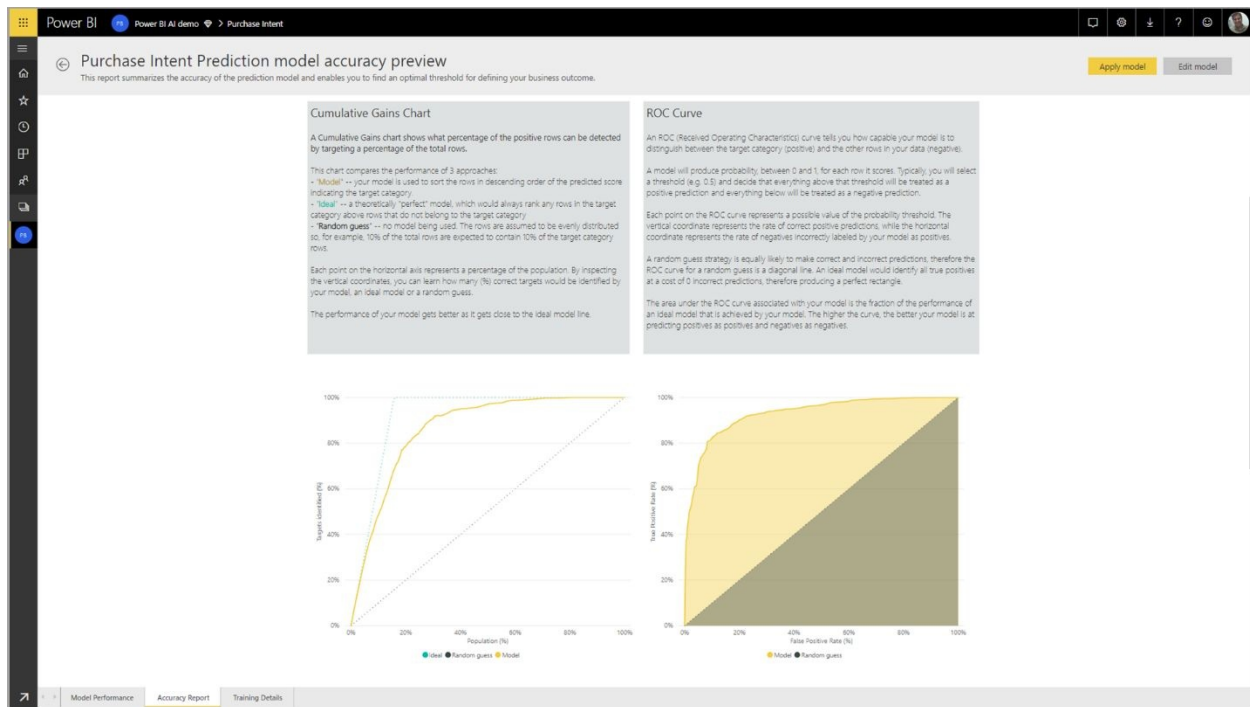 Power BI PB Power BI AI demo > Purchase Intent
Purchase Intent Prediction model accuracy preview
This report summarizes the accuracy of the prediction model and enables you to find an optimal threshold for defining your business outcome.
Apply model Edit model
PB
Cumulative Gains Chart
A Cumulative Gains chart shows what percentage of the positive rows can be detected
by targeting a percentage of the total rows.
This chart compares the performance of 3 approaches:
- "Model" -- your model is used to sort the rows in descending order of the predicted score
indicating the target category
- "Ideal" -- a theoretically "perfect" model, which would always rank any rows in the target
category above rows that do not belong to the target category
- "Random guess" -- no model being used. The rows are assumed to be evenly distributed
so, for example, 10% of the total rows are expected to contain 10% of the target category
rows.
Each point on the horizontal axis represents a percentage of the population. By inspecting
the vertical coordinates, you can learn how many (%) correct targets would be identified by
your model, an ideal model or a random guess.
The performance of your model gets better as it gets close to the ideal model line.
ROC Curve
An ROC (Received Operating Characteristics) curve tells you how capable your model is to
distinguish between the target category (positive) and the other rows in your data (negative).
A model will produce probability, between 0 and 1, for each row it scores. Typically, you will select
a threshold (e.g. 0.5) and decide that everything above that threshold will be treated as a
positive prediction and everything below will be treated as a negative prediction.
Each point on the ROC curve represents a possible value of the probability threshold. The
vertical coordinate represents the rate of correct positive predictions, while the horizontal
coordinate represents the rate of negatives incorrectly labeled by your model as positives.
A random guess strategy is equally likely to make correct and incorrect predictions, therefore the
ROC curve for a random guess is a diagonal line. An ideal model would identify all true positives
at a cost of 0 incorrect predictions, therefore producing a perfect rectangle.
The area under the ROC curve associated with your model is the fraction of the performance of
an ideal model that is achieved by your model. The higher the curve, the better your model is at
predicting positives as positives and negatives as negatives.
100%
80%
60%
40%
20%
0%
Targets Identified (%)
0% 20% 40% 60% 80% 100%
Population (%)
Ideal Random guess Model
100%
80%
60%
40%
20%
0%
True Positive Rate (%)
0% 20% 40% 60% 80% 100%
False Positive Rate (%)
Model Random guess
Model Performance Accuracy Report Training Details